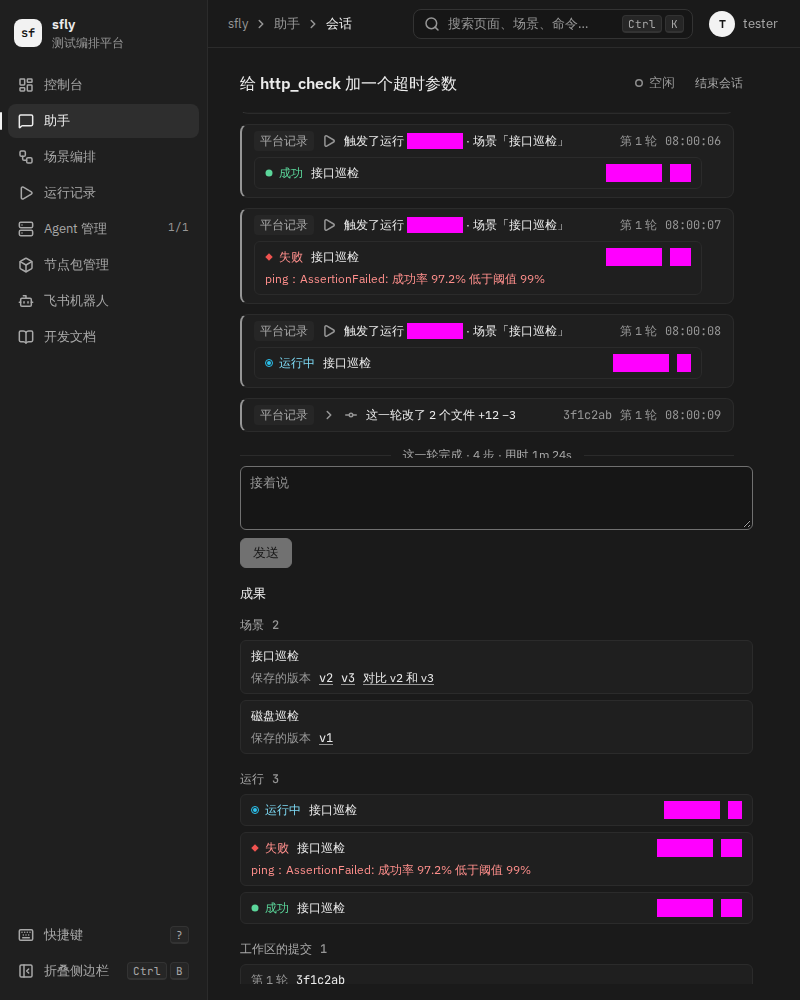 sf
sfly
测试编排平台
控制台
助手
场景编排
运行记录
Agent 管理 1/1
节点包管理
飞书机器人
开发文档
快捷键 ?
折叠侧边栏 Ctrl B
sfly 助手 会话
搜索页面、场景、命令… Ctrl K
T tester
给 http_check 加一个超时参数
空闲 结束会话
平台记录 触发了运行 · 场景「接口巡检」 第 1 轮 08:00:06
成功 接口巡检
平台记录 触发了运行 · 场景「接口巡检」 第 1 轮 08:00:07
失败 接口巡检
ping：AssertionFailed: 成功率 97.2% 低于阈值 99%
平台记录 触发了运行 · 场景「接口巡检」 第 1 轮 08:00:08
运行中 接口巡检
平台记录 这一轮改了 2 个文件 +12 −3 3f1c2ab 第 1 轮 08:00:09
这一轮完成 · 4 步 · 用时 1m 24s
接着说
发送
成果
场景 2
接口巡检
保存的版本 v2 v3 对比 v2 和 v3
磁盘巡检
保存的版本 v1
运行 3
运行中 接口巡检
失败 接口巡检
ping：AssertionFailed: 成功率 97.2% 低于阈值 99%
成功 接口巡检
工作区的提交 1
第 1 轮 3f1c2ab